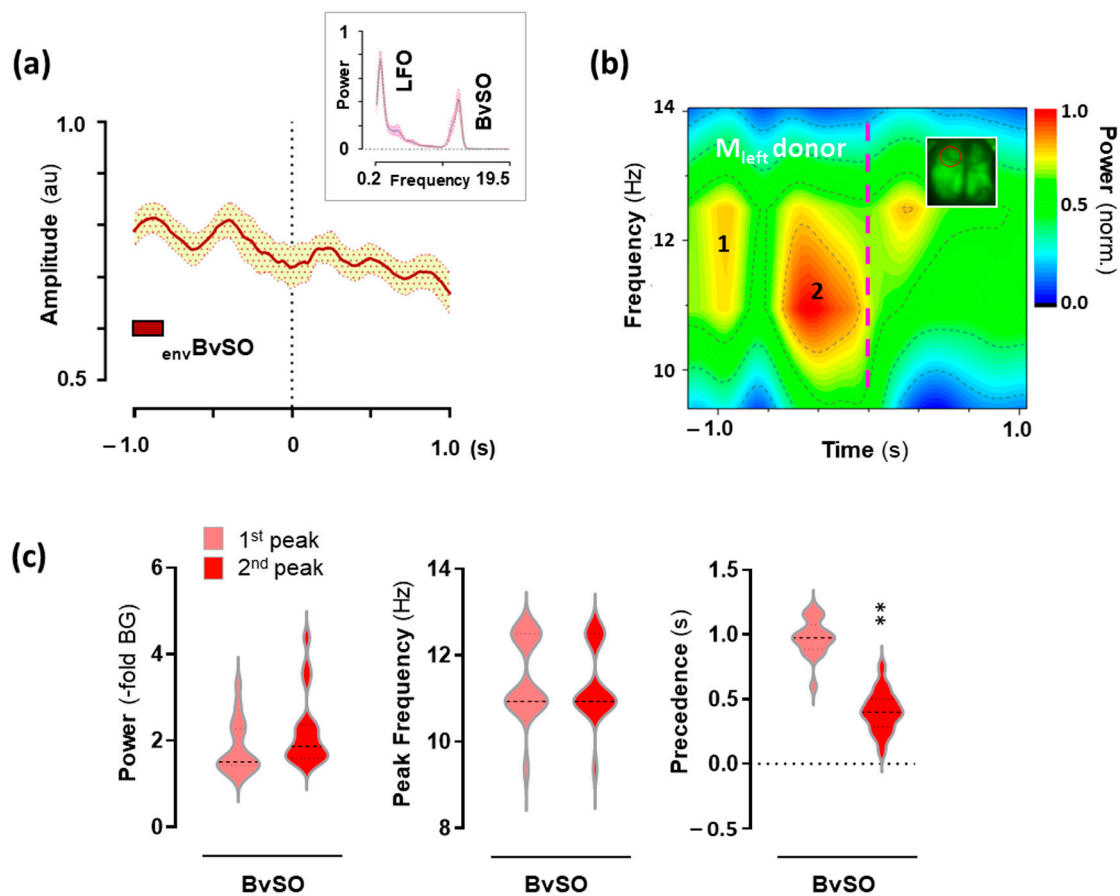 (a)
1
Power
0
LFO
BvSO
0.2 Frequency 19.5
Amplitude (au)
1.0
0.5
envBvSO
–1.0 0 1.0 (s)
(b)
Frequency (Hz)
14
12
10
Mleft donor
1
2
–1.0 1.0
Time (s)
1.0
0.5
0.0
Power (norm.)
(c)
1st peak
2nd peak
Power (-fold BG)
6
4
2
0
BvSO
Peak Frequency (Hz)
14
12
10
8
BvSO
Precedence (s)
1.5
1.0
0.5
0.0
–0.5
**
BvSO